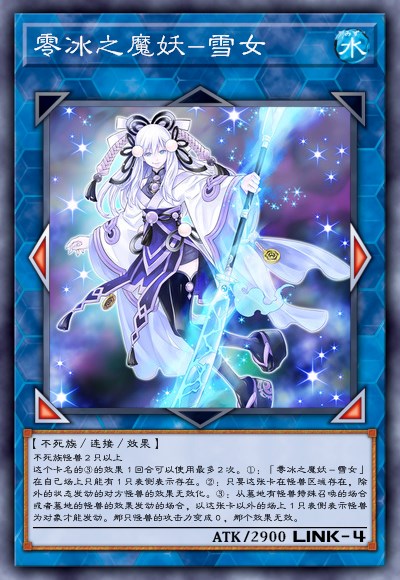 零冰之魔妖－雪女
水
【不死族／连接／效果】
不死族怪兽２只以上
这个卡名的③的效果１回合可以使用最多２次。①：「零冰之魔妖－雪女」
在自己场上只能有１只表侧表示存在。②：只要这张卡在怪兽区域存在，除
外的状态发动的对方怪兽的效果无效化。③：从墓地有怪兽特殊召唤的场合
或者墓地的怪兽的效果发动的场合，以这张卡以外的场上１只表侧表示怪兽
为对象才能发动。那只怪兽的攻击力变成０，那个效果无效。
ATK/2900 LINK-4